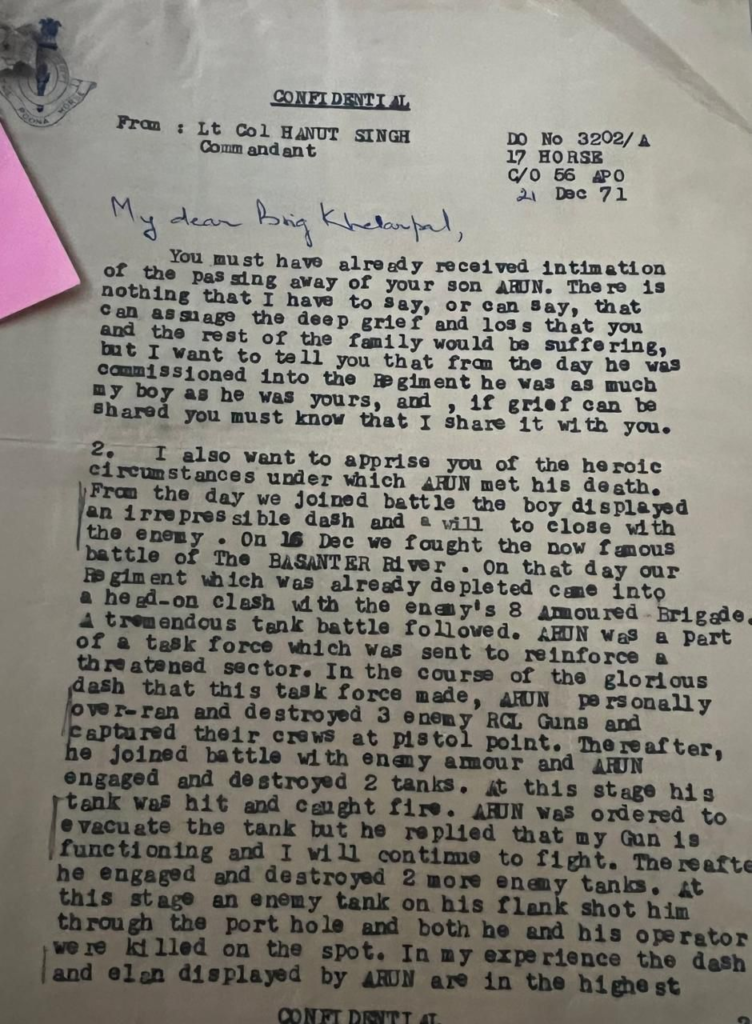 POONA HORSE
CONFIDENTIAL
From : Lt Col HANUT SINGH
Commandant
DO No 3202/A
17 HORSE
C/O 56 APO
21 Dec 71
My dear Brig Khetarpal,
You must have already received intimation
of the passing away of your son ARUN. There is
nothing that I have to say, or can say, that
can assuage the deep grief and loss that you
and the rest of the family would be suffering,
but I want to tell you that from the day he was
commissioned into the Regiment he was as much
my boy as he was yours, and , if grief can be
shared you must know that I share it with you.
2. I also want to apprise you of the heroic
circumstances under which ARUN met his death.
From the day we joined battle the boy displayed
an irrepressible dash and a will to close with
the enemy . On 16 Dec we fought the now famous
battle of The BASANTER River . On that day our
Regiment which was already depleted came into
a head-on clash with the enemy's 8 Amoured Brigade.
A tremendous tank battle followed. ARUN was a part
of a task force which was sent to reinforce a
threatened sector. In the course of the glorious
dash that this task force made, ARUN personally
over-ran and destroyed 3 enemy RCL Guns and
captured their crews at pistol point. Thereafter,
he joined battle with enemy amour and ARUN
engaged and destroyed 2 tanks. At this stage his
tank was hit and caught fire. ARUN was ordered to
evacuate the tank but he replied that my Gun is
functioning and I will continue to fight. Thereafte
he engaged and destroyed 2 more enemy tanks. At
this stage an enemy tank on his flank shot him
through the port hole and both he and his operator
were killed on the spot. In my experience the dash
and elan displayed by ARUN are in the highest
CONFIDENTIAL